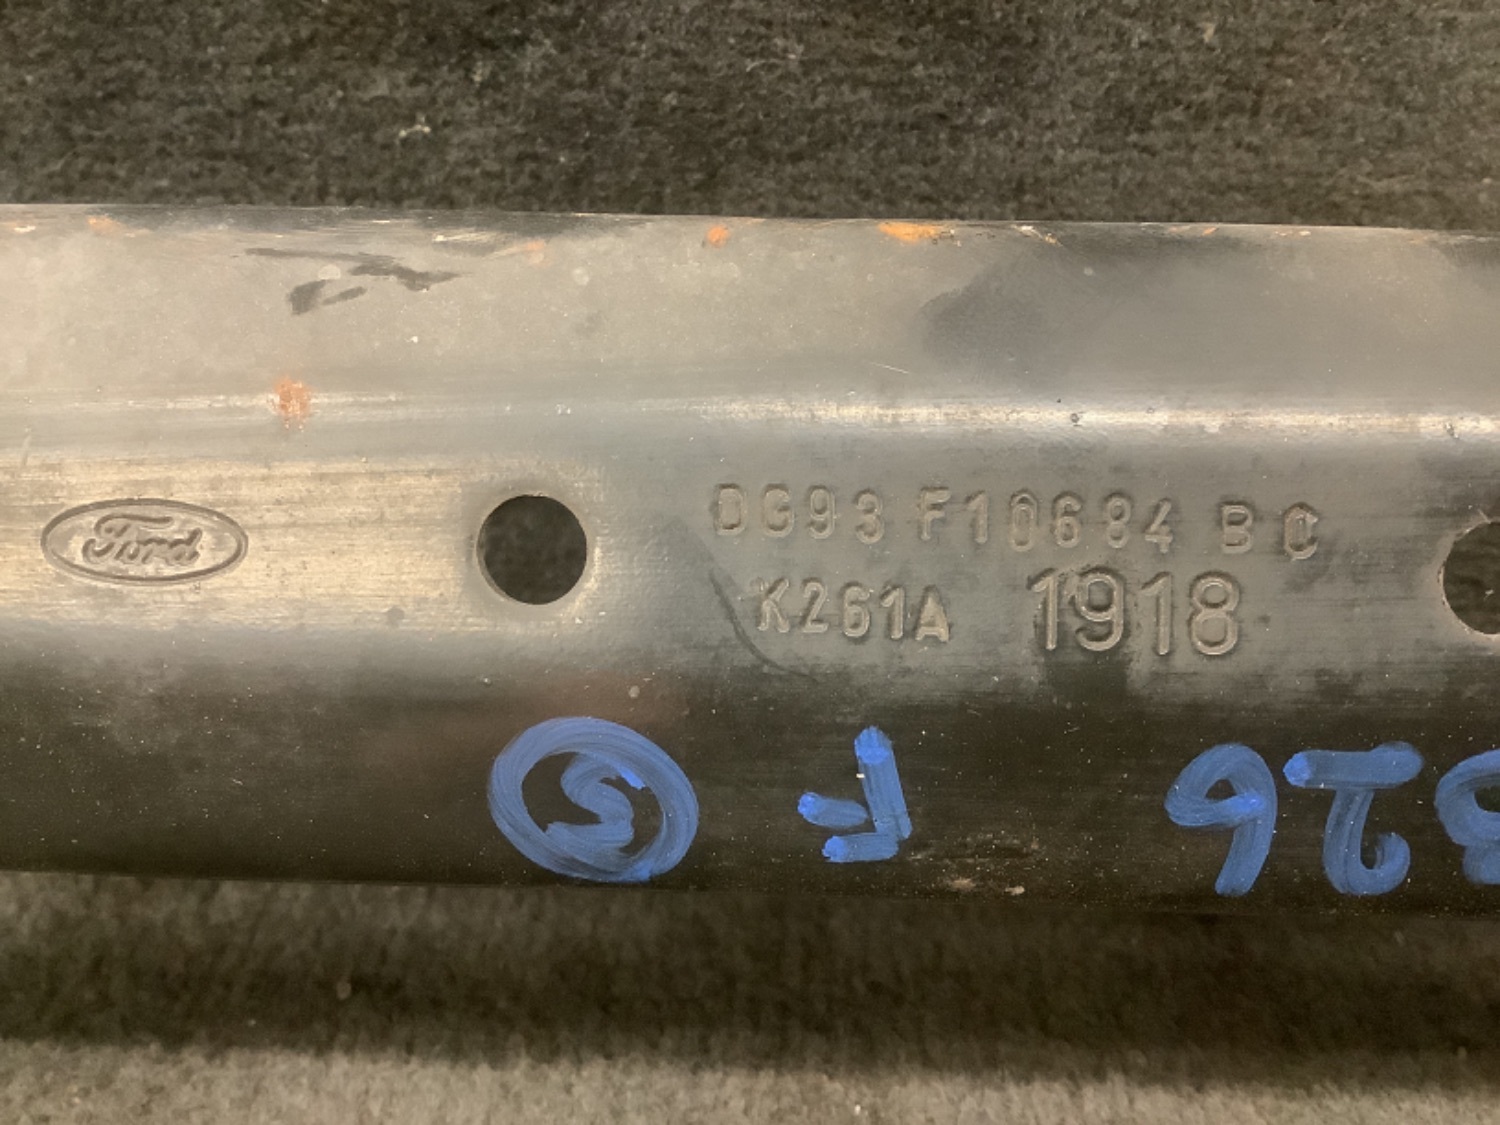 Ford
DG93 F10684 BC
K261A 1918
S F